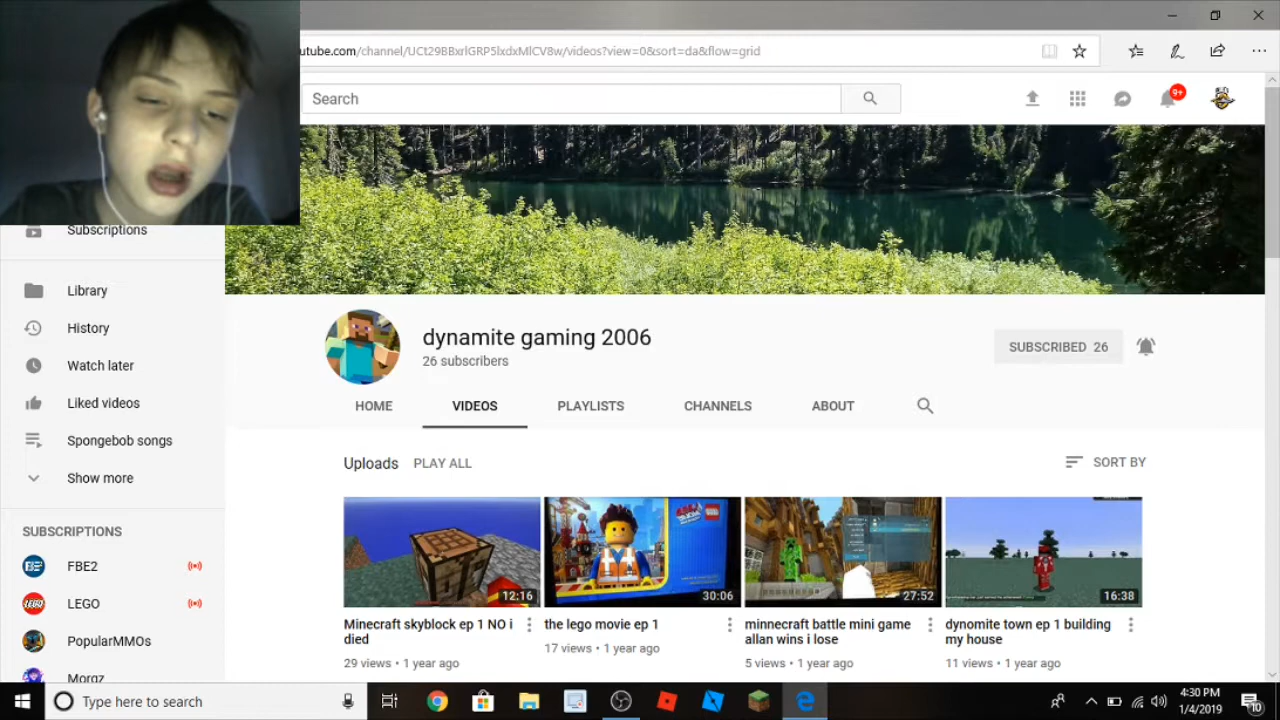 utube.com/channel/UCt29BBxrlGRP5lxdxMlCV8w/videos?view=0&sort=da&flow=grid
Search
9+
Subscriptions
Library
History
Watch later
Liked videos
Spongebob songs
Show more
SUBSCRIPTIONS
FBE2
LEGO
PopularMMOs
Morgz
dynamite gaming 2006
26 subscribers
SUBSCRIBED 26
HOME VIDEOS PLAYLISTS CHANNELS ABOUT
Uploads PLAY ALL
SORT BY
12:16
Minecraft skyblock ep 1 NO i
died
29 views • 1 year ago
30:06
the lego movie ep 1
17 views • 1 year ago
27:52
minnecraft battle mini game
allan wins i lose
5 views • 1 year ago
16:38
dynomite town ep 1 building
my house
11 views • 1 year ago
Type here to search
4:30 PM
1/4/2019
10